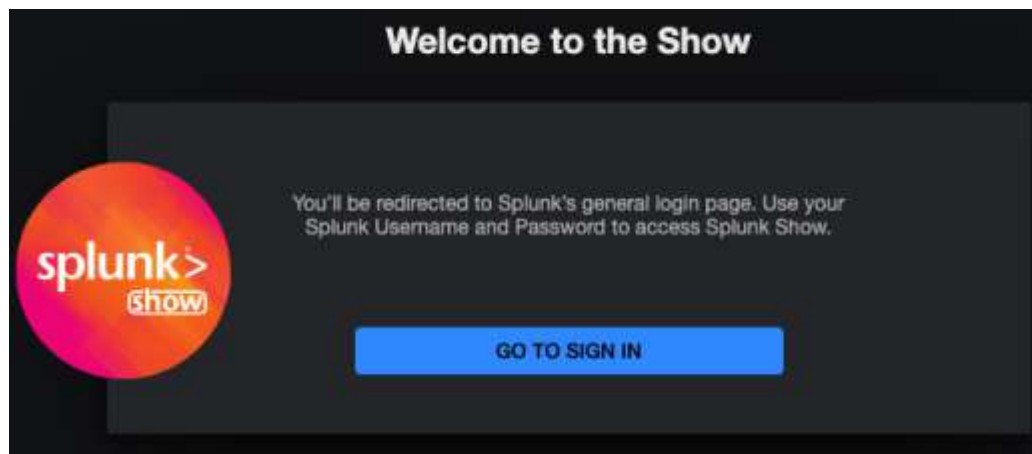 Welcome to the Show
You'll be redirected to Splunk's general login page. Use your
Splunk Username and Password to access Splunk Show.
splunk>
show
GO TO SIGN IN